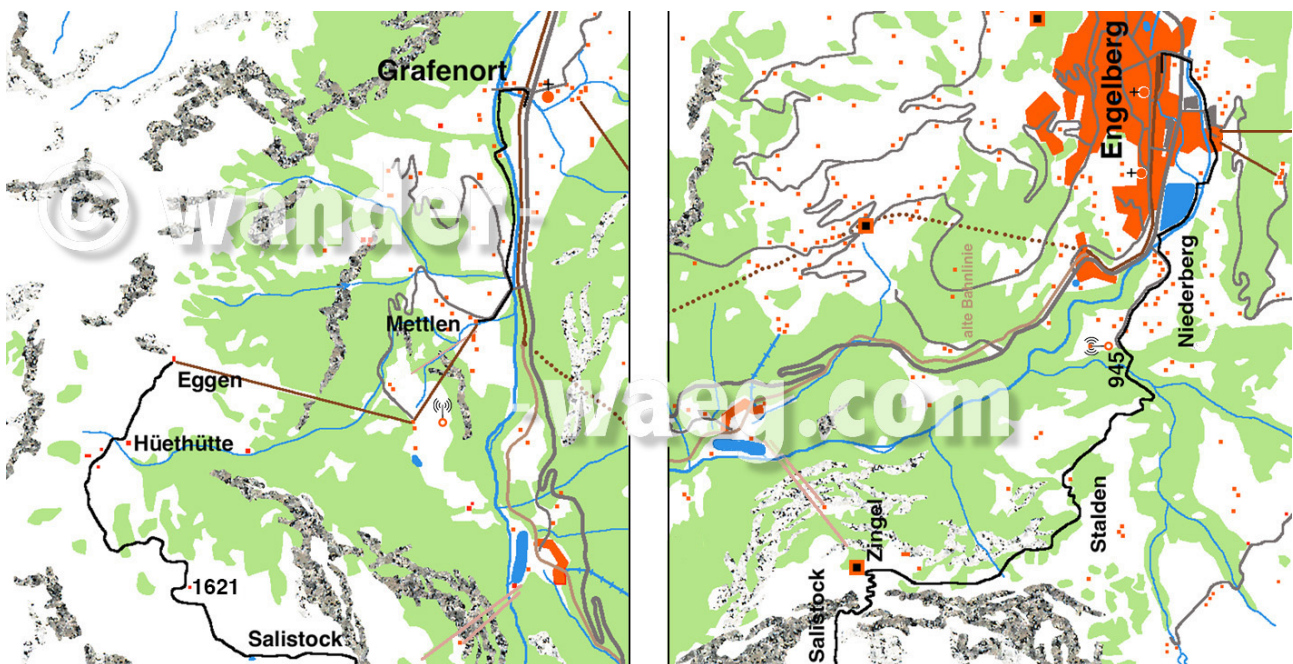 Grafenort
© wander-
Mettlen
Eggen
Hüethütte
1621
Salistock
Engelberg
Niederberg
alte Bahnlinie
945
-waeg.com
Stalden
Zingel
Salistock